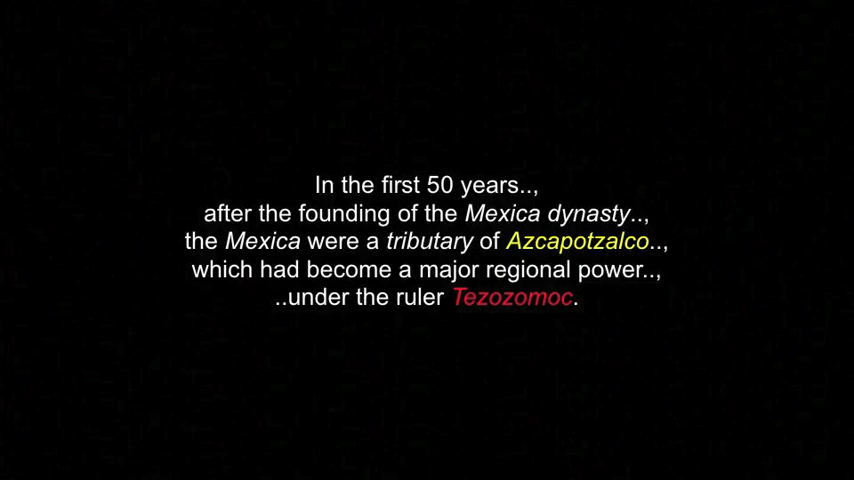 In the first 50 years..,
after the founding of the Mexica dynasty..,
the Mexica were a tributary of Azcapotzalco..,
which had become a major regional power..,
..under the ruler Tezozomoc.